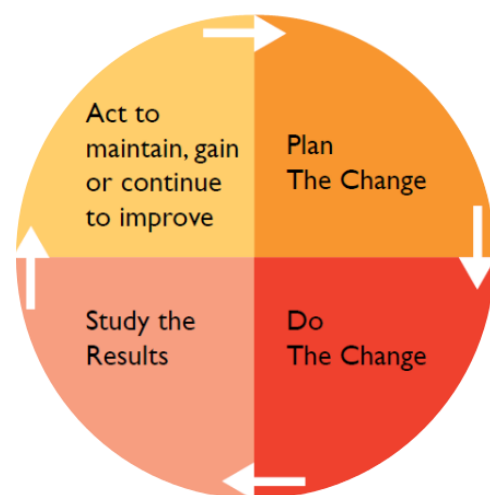 Act to
maintain, gain
or continue
to improve
Plan
The Change
Study the
Results
Do
The Change